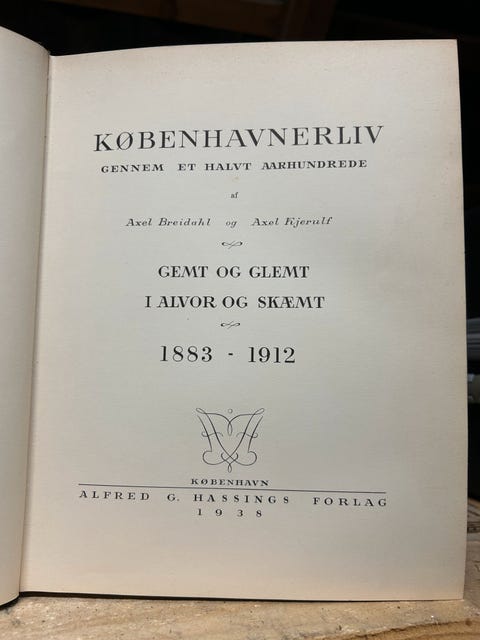 KØBENHAVNERLIV
GENNEM ET HALVT AARHUNDREDE
af
Axel Breidahl og Axel Kjerulf
GEMT OG GLEMT
I ALVOR OG SKÆMT
1883 - 1912
KØBENHAVN
ALFRED G. HASSINGS FORLAG
1938